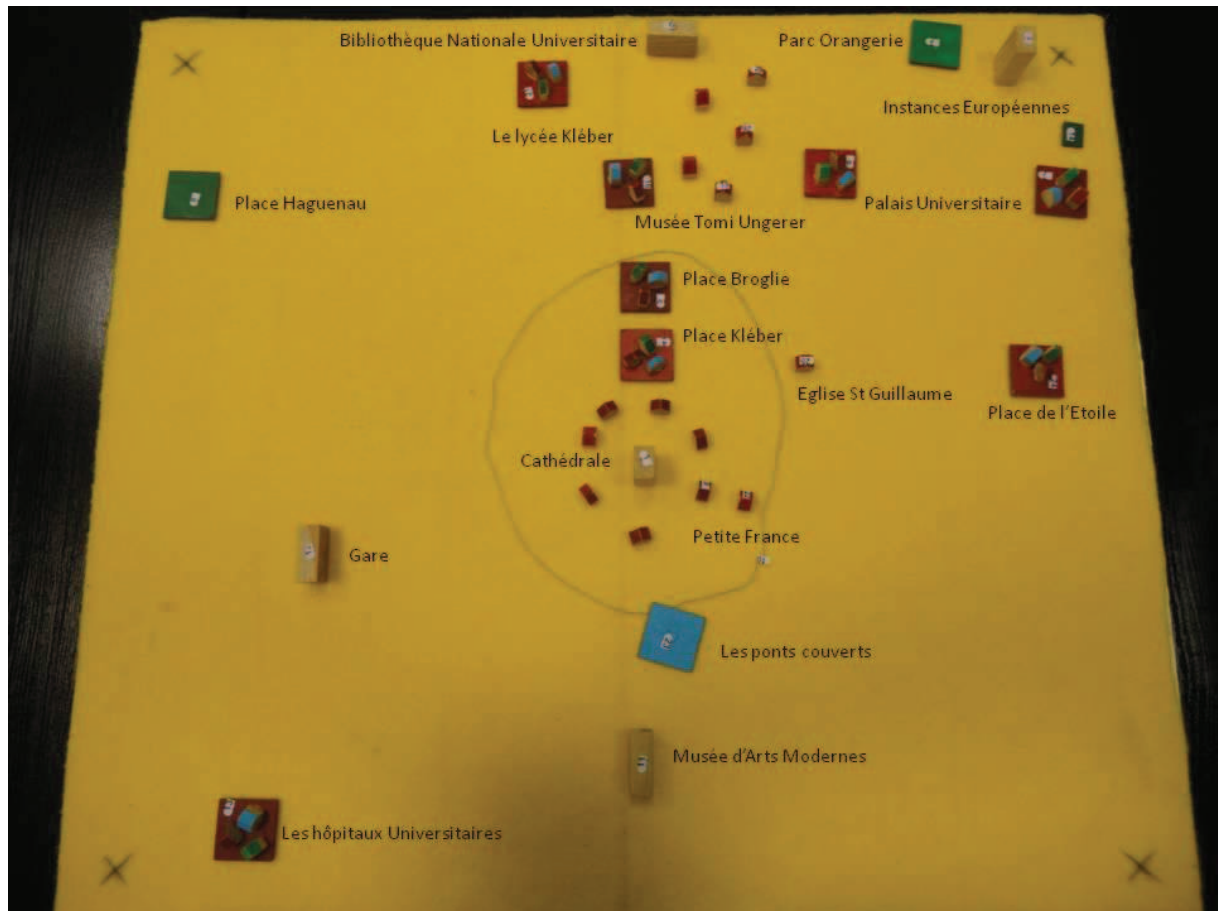 Bibliothèque Nationale Universitaire
Parc Orangerie
Instances Européennes
Le lycée Kléber
Place Haguenau
Palais Universitaire
Musée Tomi Ungerer
Place Broglie
Place Kléber
Eglise St Guillaume
Place de l'Etoile
Cathédrale
Petite France
Gare
Les ponts couverts
Musée d'Arts Modernes
Les hôpitaux Universitaires